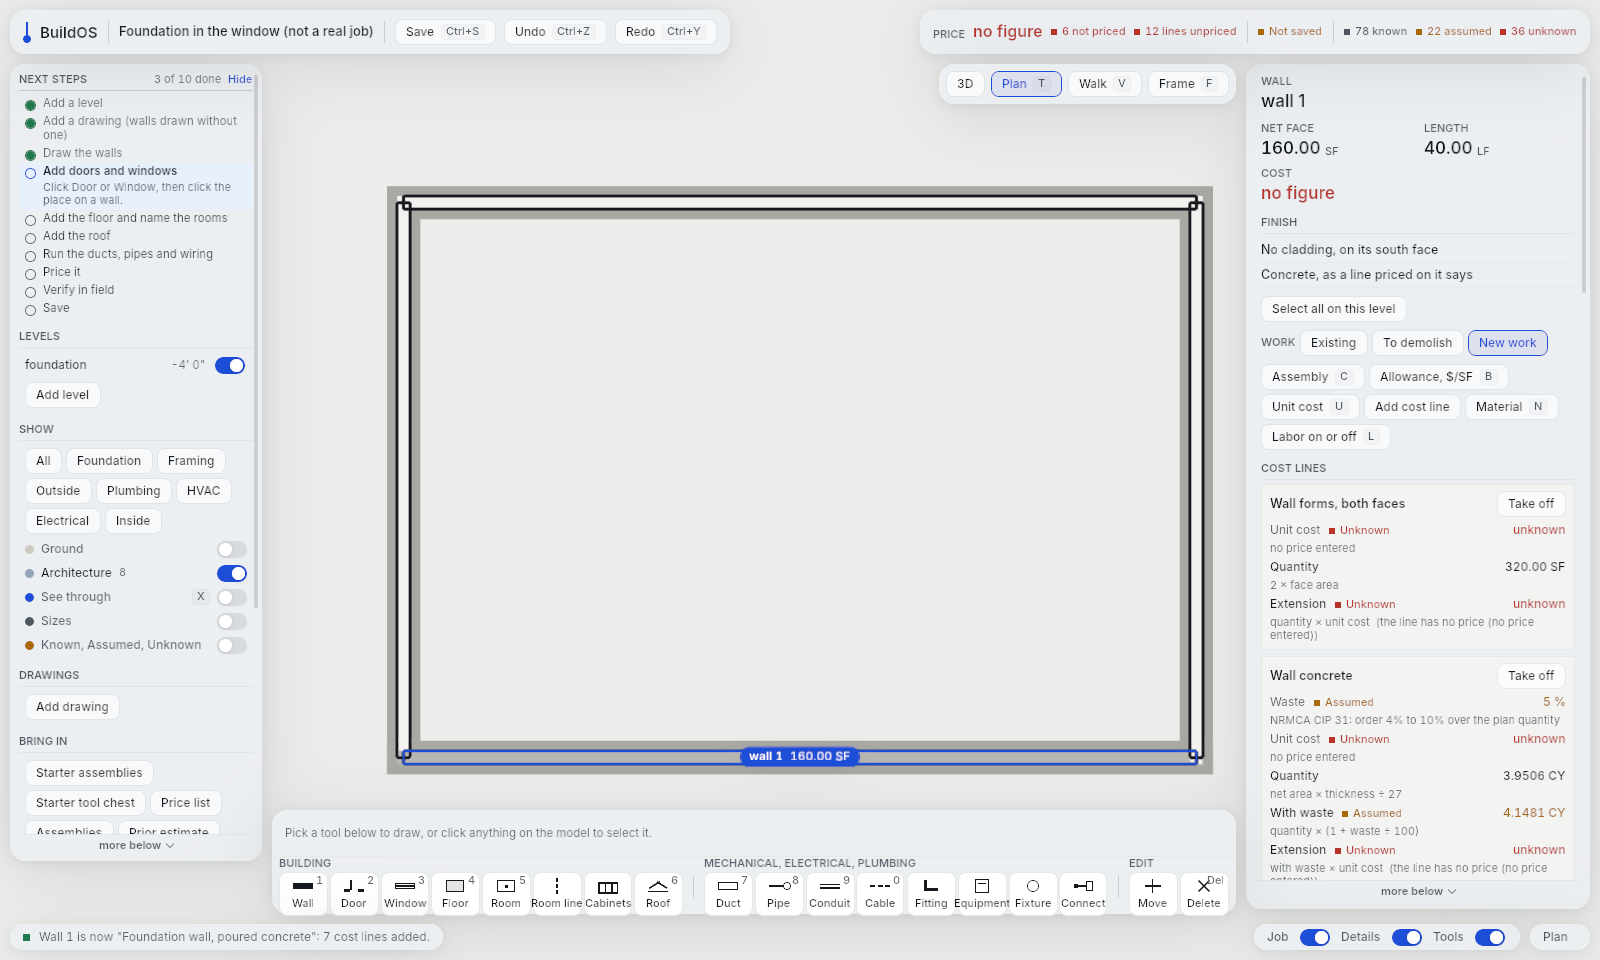 BuildOS
Foundation in the window (not a real job)
Save Ctrl+S
Undo Ctrl+Z
Redo Ctrl+Y
PRICE no figure
6 not priced
12 lines unpriced
Not saved
78 known
22 assumed
36 unknown
NEXT STEPS
3 of 10 done
Hide
Add a level
Add a drawing (walls drawn without
one)
Draw the walls
Add doors and windows
Click Door or Window, then click the
place on a wall.
Add the floor and name the rooms
Add the roof
Run the ducts, pipes and wiring
Price it
Verify in field
Save
LEVELS
foundation -4' 0"
Add level
SHOW
All Foundation Framing
Outside Plumbing HVAC
Electrical Inside
Ground
Architecture 8
See through X
Sizes
Known, Assumed, Unknown
DRAWINGS
Add drawing
BRING IN
Starter assemblies
Starter tool chest Price list
Assemblies Prior estimate
more below
3D
Plan T
Walk V
Frame F
wall 1 160.00 SF
Pick a tool below to draw, or click anything on the model to select it.
BUILDING
Wall 1
Door 2
Window 3
Floor 4
Room 5
Room line
Cabinets
Roof 6
MECHANICAL, ELECTRICAL, PLUMBING
Duct 7
Pipe 8
Conduit 9
Cable 0
Fitting
Equipment
Fixture
Connect
EDIT
Move
Delete Del
WALL
wall 1
NET FACE LENGTH
160.00 SF 40.00 LF
COST
no figure
FINISH
No cladding, on its south face
Concrete, as a line priced on it says
Select all on this level
WORK Existing To demolish New work
Assembly C Allowance, $/SF B
Unit cost U Add cost line Material N
Labor on or off L
COST LINES
Wall forms, both faces Take off
Unit cost Unknown unknown
no price entered
Quantity 320.00 SF
2 × face area
Extension Unknown unknown
quantity × unit cost (the line has no price (no price
entered))
Wall concrete Take off
Waste Assumed 5 %
NRMCA CIP 31: order 4% to 10% over the plan quantity
Unit cost Unknown unknown
no price entered
Quantity 3.9506 CY
net area × thickness ÷ 27
With waste Assumed 4.1481 CY
quantity × (1 + waste ÷ 100)
Extension Unknown unknown
with waste × unit cost (the line has no price (no price
entered))
more below
Wall 1 is now "Foundation wall, poured concrete": 7 cost lines added.
Job Details Tools
Plan